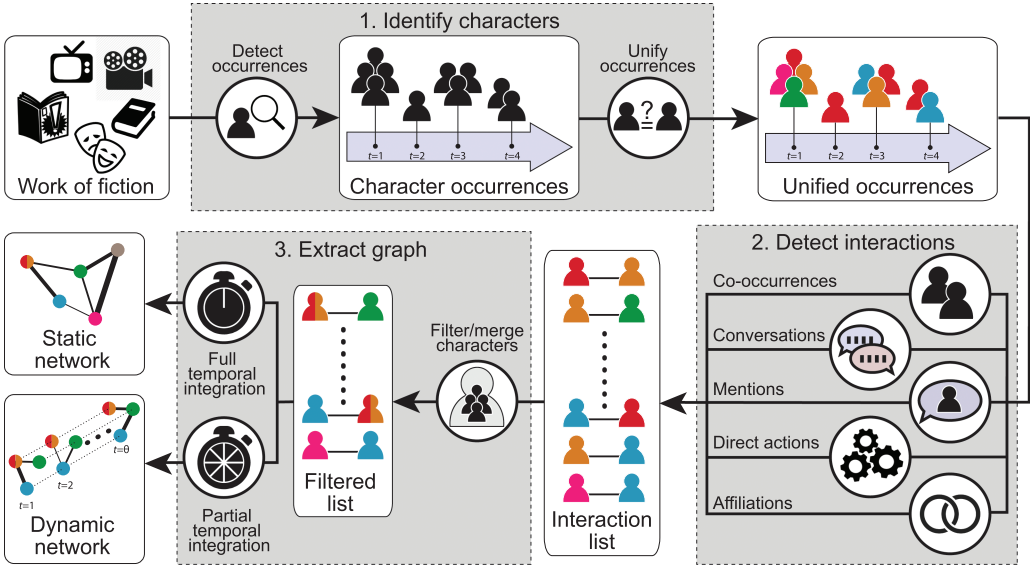 1. Identify characters
Detect
occurrences
Unify
occurrences
t=1
t=2
t=3
t=4
t=1
t=2
t=3
t=4
Work of fiction
Character occurrences
Unified occurrences
2. Detect interactions
Co-occurrences
Conversations
Mentions
Direct actions
Affiliations
Interaction
list
3. Extract graph
Filter/merge
characters
Filtered
list
Full
temporal
integration
Partial
temporal
integration
Static
network
t=1
t=2
t=θ
Dynamic
network